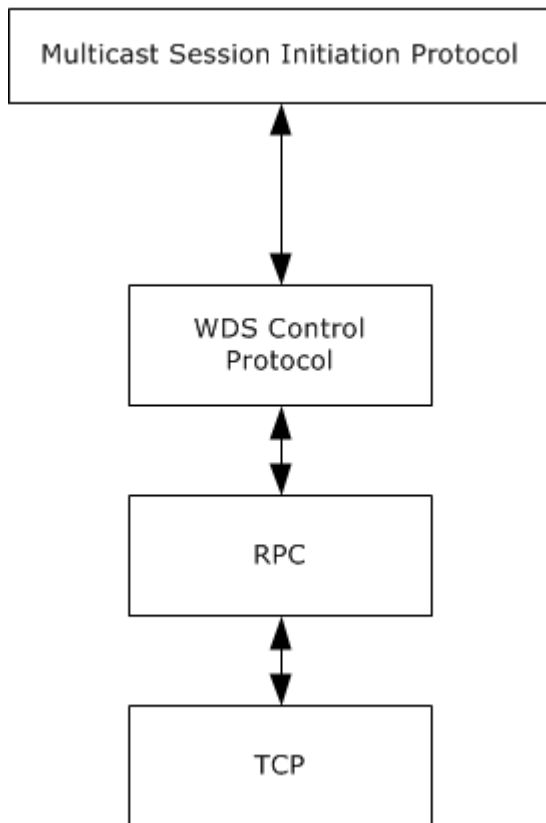 Multicast Session Initiation Protocol
WDS Control
Protocol
RPC
TCP